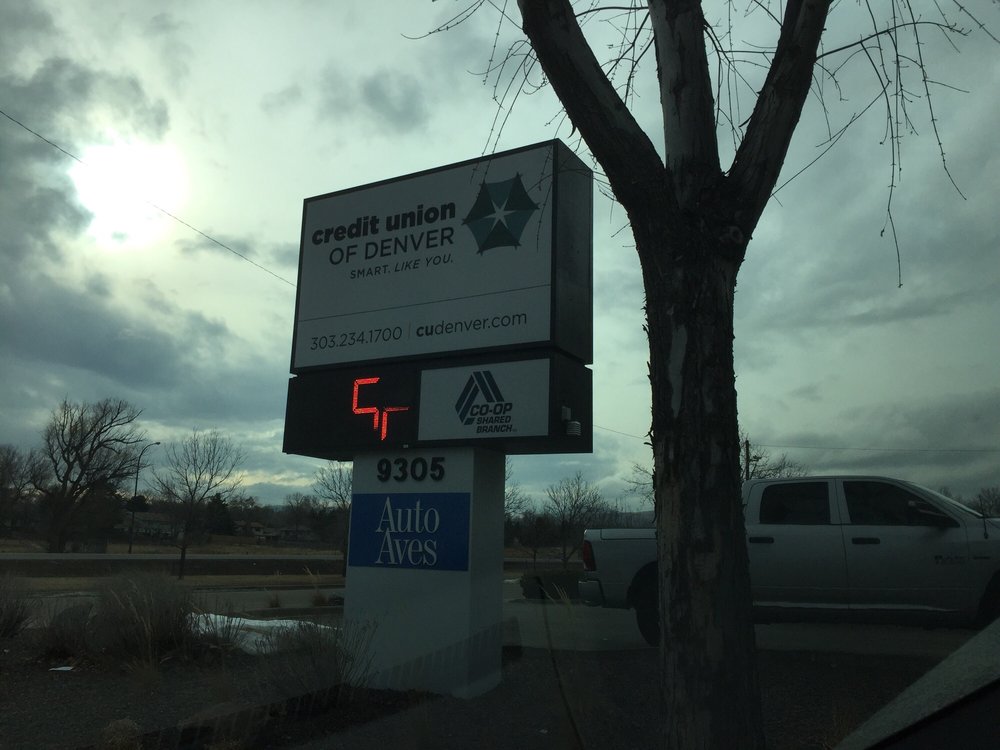 credit union
OF DENVER
SMART. LIKE YOU.
303.234.1700 | cudenver.com
CO-OP
SHARED
BRANCH
9305
Auto
Aves